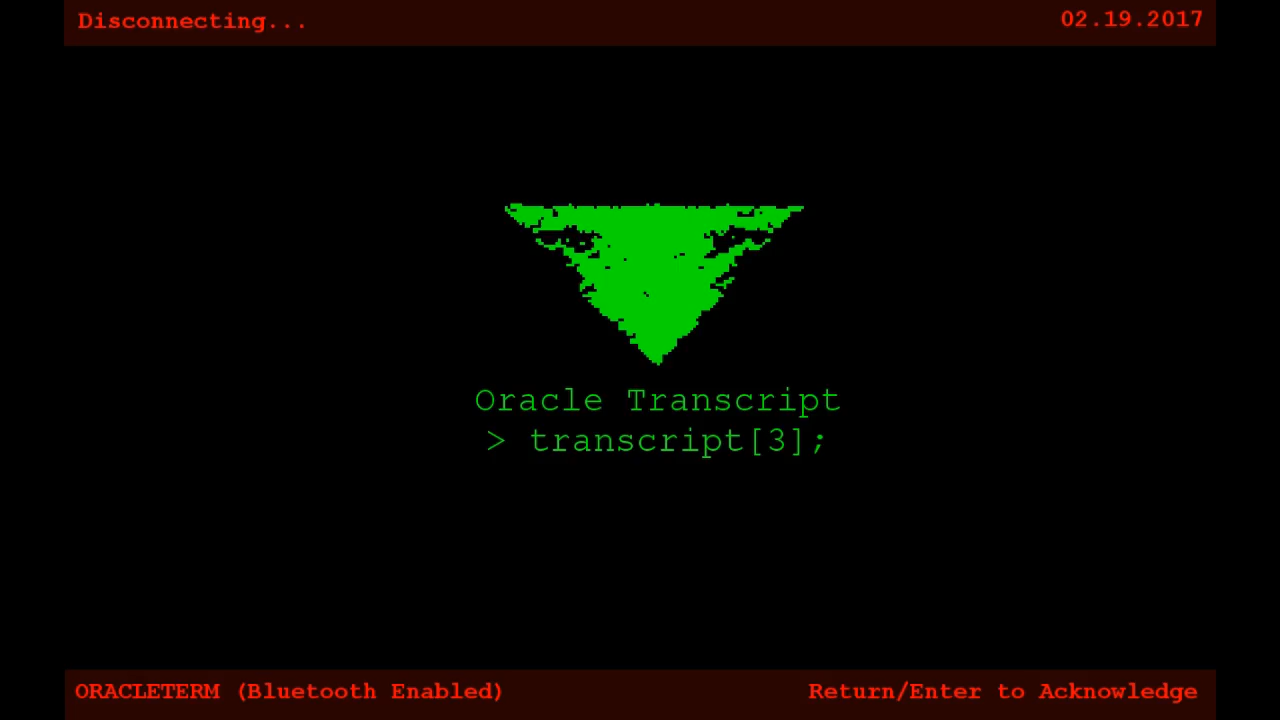 Disconnecting...
02.19.2017
Oracle Transcript
> transcript[3];
ORACLETERM (Bluetooth Enabled)
Return/Enter to Acknowledge